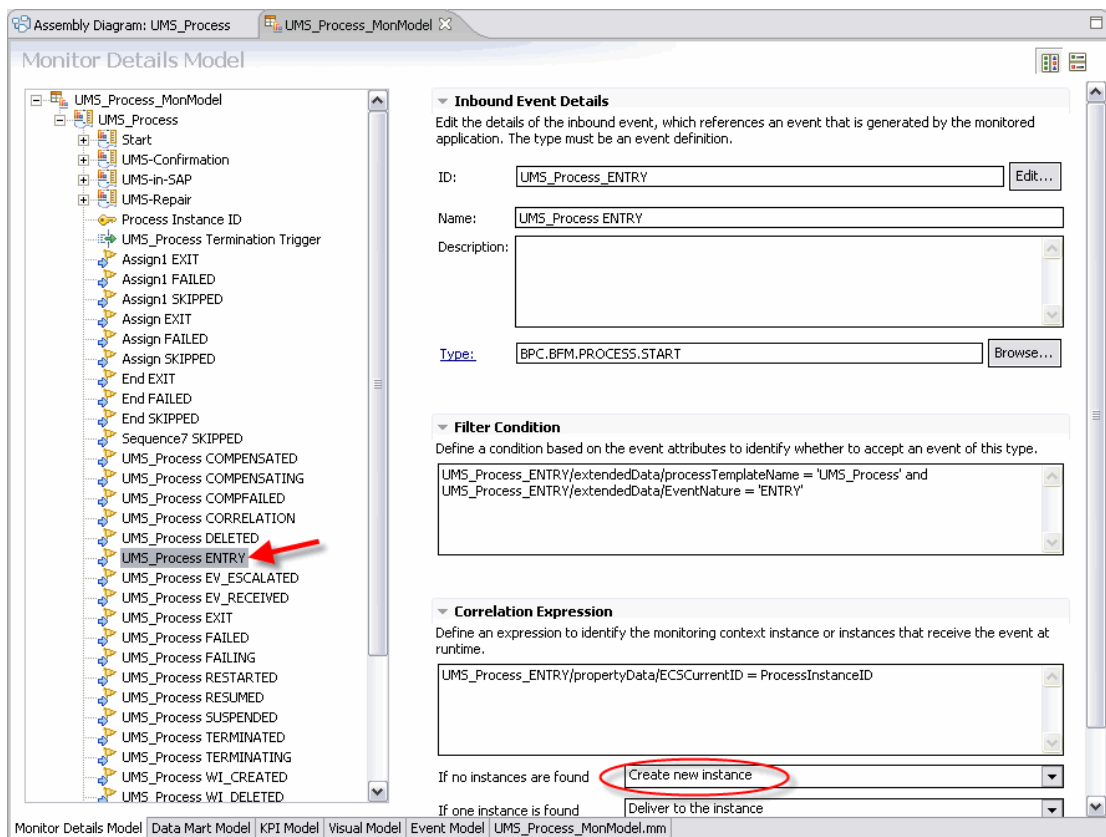 Assembly Diagram: UMS_Process
UMS_Process_MonModel
Monitor Details Model
UMS_Process_MonModel
UMS_Process
Start
UMS-Confirmation
UMS-in-SAP
UMS-Repair
Process Instance ID
UMS_Process Termination Trigger
Assign1 EXIT
Assign1 FAILED
Assign1 SKIPPED
Assign EXIT
Assign FAILED
Assign SKIPPED
End EXIT
End FAILED
End SKIPPED
Sequence7 SKIPPED
UMS_Process COMPENSATED
UMS_Process COMPENSATING
UMS_Process COMPFAILED
UMS_Process CORRELATION
UMS_Process DELETED
UMS_Process ENTRY
UMS_Process EV_ESCALATED
UMS_Process EV_RECEIVED
UMS_Process EXIT
UMS_Process FAILED
UMS_Process FAILING
UMS_Process RESTARTED
UMS_Process RESUMED
UMS_Process SUSPENDED
UMS_Process TERMINATED
UMS_Process TERMINATING
UMS_Process WI_CREATED
UMS_Process WI_DELETED
Inbound Event Details
Edit the details of the inbound event, which references an event that is generated by the monitored
application. The type must be an event definition.
ID: UMS_Process_ENTRY Edit...
Name: UMS_Process ENTRY
Description:
Type: BPC.BFM.PROCESS.START Browse...
Filter Condition
Define a condition based on the event attributes to identify whether to accept an event of this type.
UMS_Process_ENTRY/extendedData/processTemplateName = 'UMS_Process' and
UMS_Process_ENTRY/extendedData/EventNature = 'ENTRY'
Correlation Expression
Define an expression to identify the monitoring context instance or instances that receive the event at
runtime.
UMS_Process_ENTRY/propertyData/ECSCurrentID = ProcessInstanceID
If no instances are found Create new instance
If one instance is found Deliver to the instance
Monitor Details Model Data Mart Model KPI Model Visual Model Event Model UMS_Process_MonModel.mm